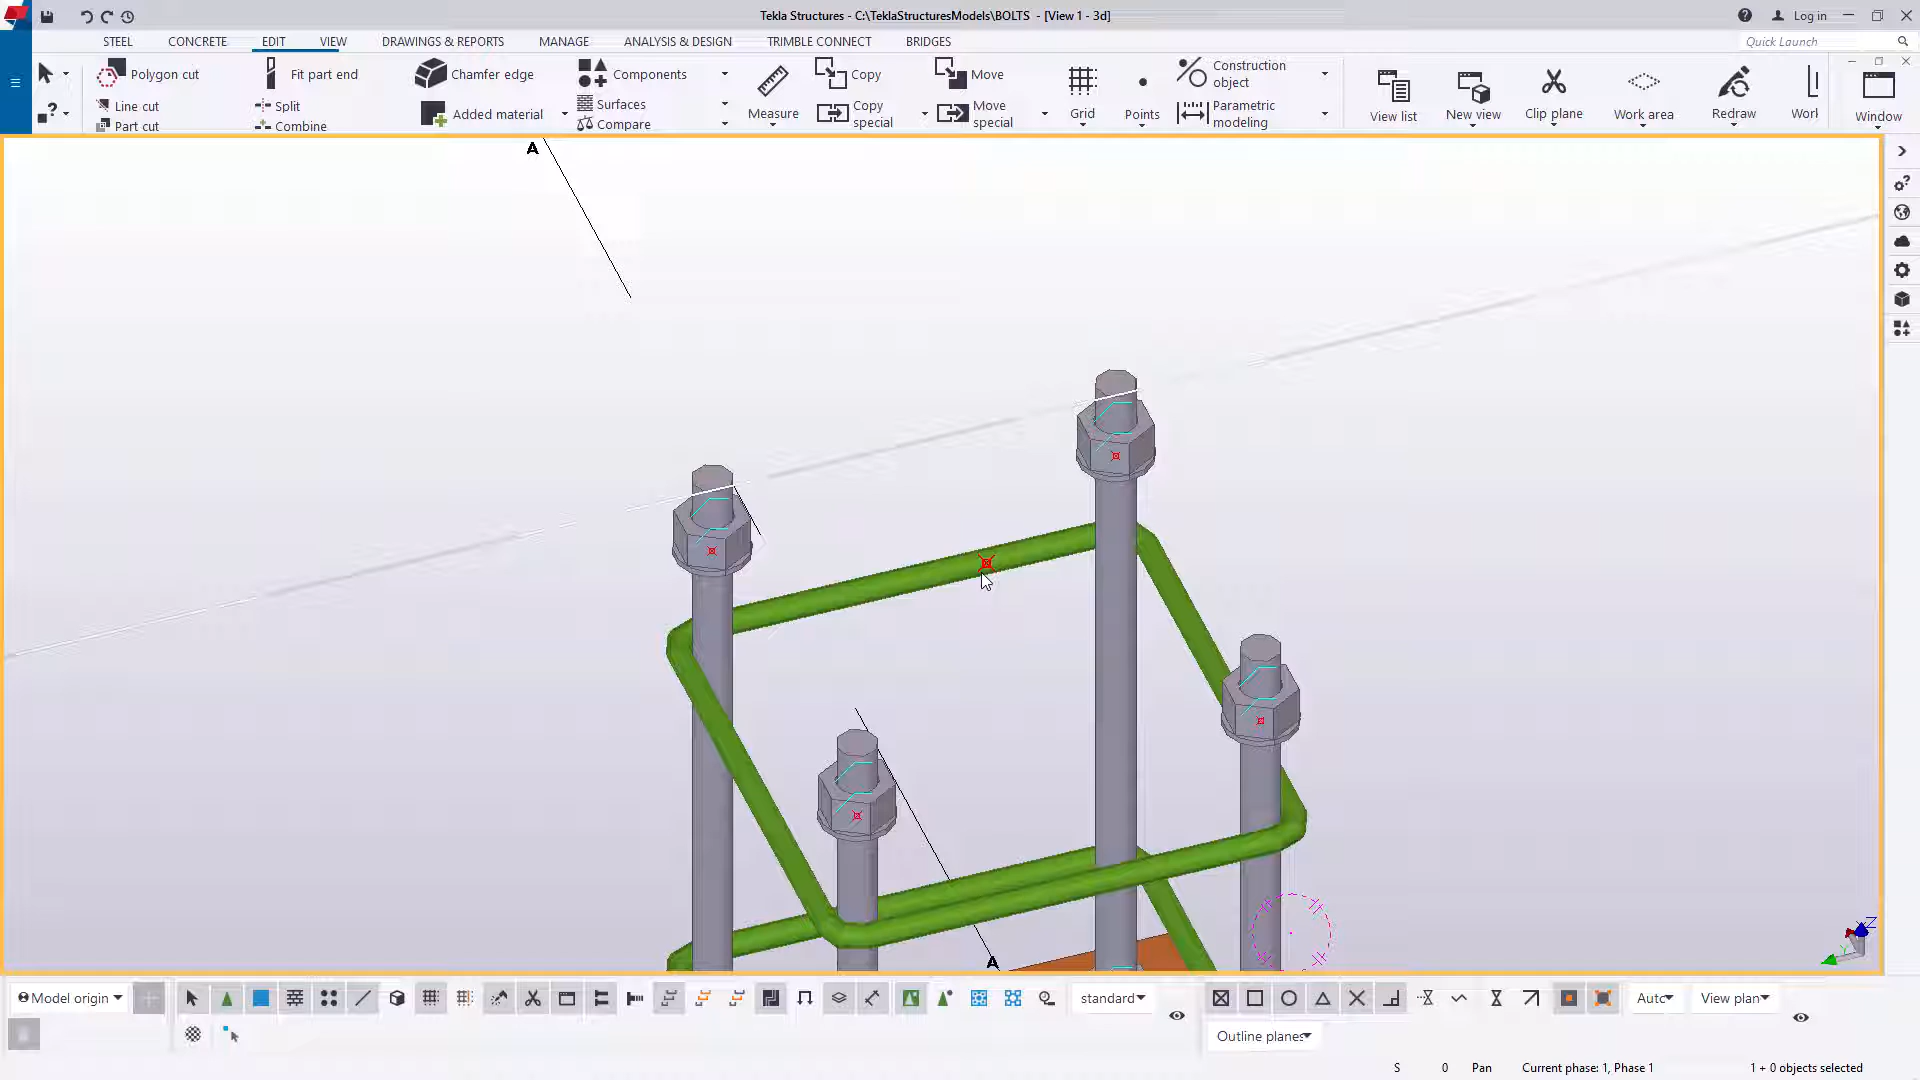 Tekla Structures - C:\TeklaStructuresModels\BOLTS - [View 1 - 3d]
Log in
STEEL CONCRETE EDIT VIEW DRAWINGS & REPORTS MANAGE ANALYSIS & DESIGN TRIMBLE CONNECT BRIDGES
Quick Launch
Polygon cut
Line cut
Part cut
Fit part end
Split
Combine
Chamfer edge
Added material
Components
Surfaces
Compare
Measure
Copy
Copy special
Move
Move special
Grid
Points
Construction object
Parametric modeling
View list
New view
Clip plane
Work area
Redraw
Worl
Window
A
A
Z
Y
Model origin
standard
Auto
View plan
Outline planes
S 0 Pan Current phase: 1, Phase 1 1 + 0 objects selected